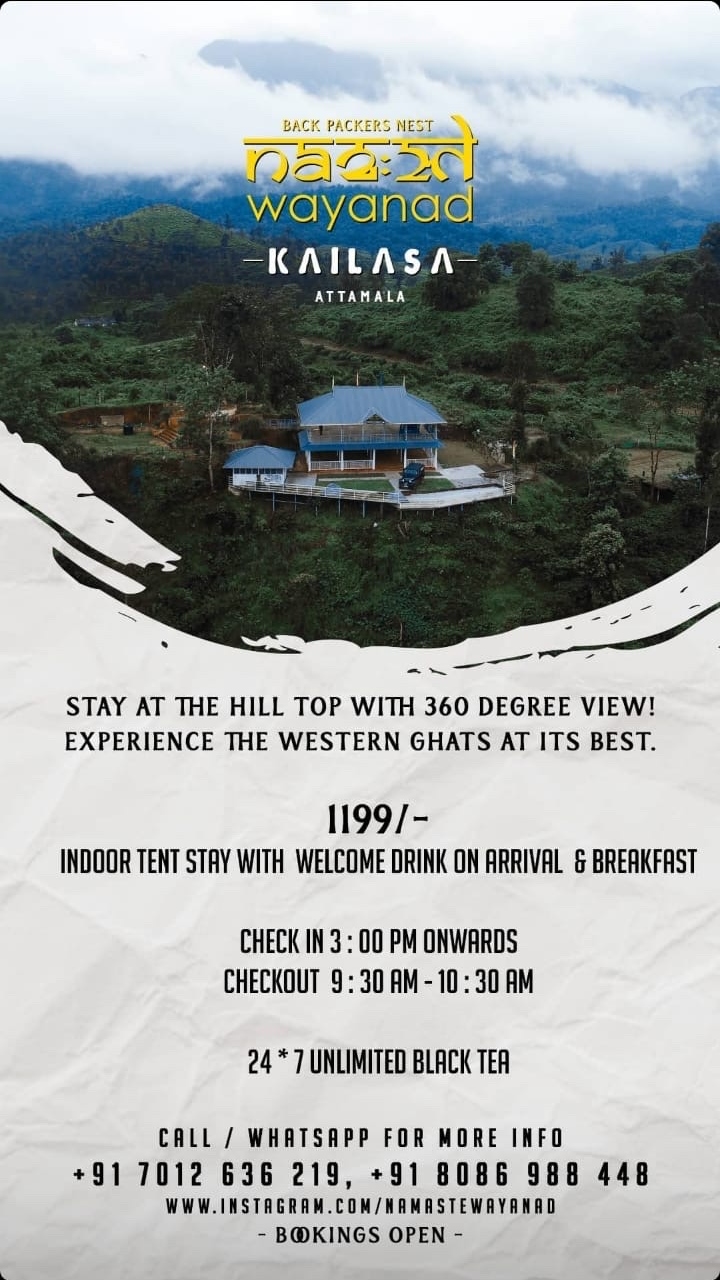 BACK PACKERS NEST
wayanad
KAILASA
ATTAMALA
STAY AT THE HILL TOP WITH 360 DEGREE VIEW!
EXPERIENCE THE WESTERN GHATS AT ITS BEST.
1199/-
INDOOR TENT STAY WITH WELCOME DRINK ON ARRIVAL & BREAKFAST
CHECK IN 3 : 00 PM ONWARDS
CHECKOUT 9 : 30 AM - 10 : 30 AM
24 * 7 UNLIMITED BLACK TEA
CALL / WHATSAPP FOR MORE INFO
+91 7012 636 219, +91 8086 988 448
WWW.INSTAGRAM.COM/NAMASTEWAYANAD
- BOOKINGS OPEN -